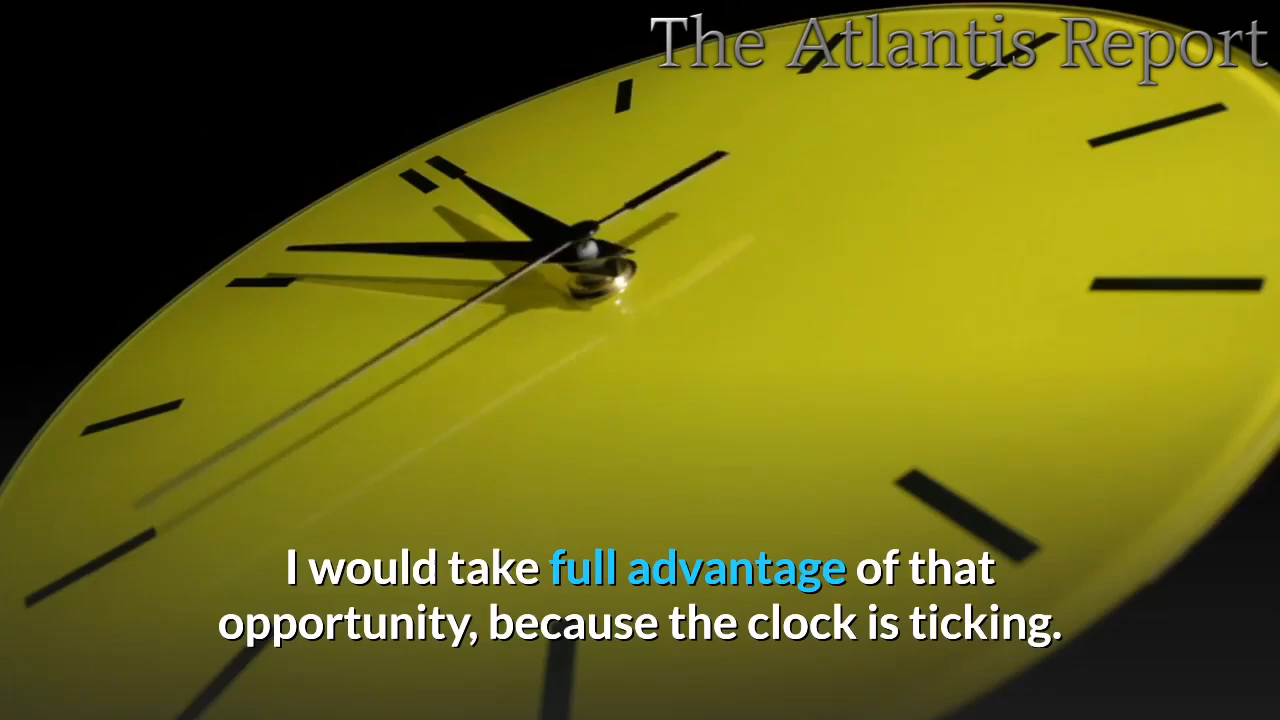 The Atlantis Report
I would take full advantage of that
opportunity, because the clock is ticking.